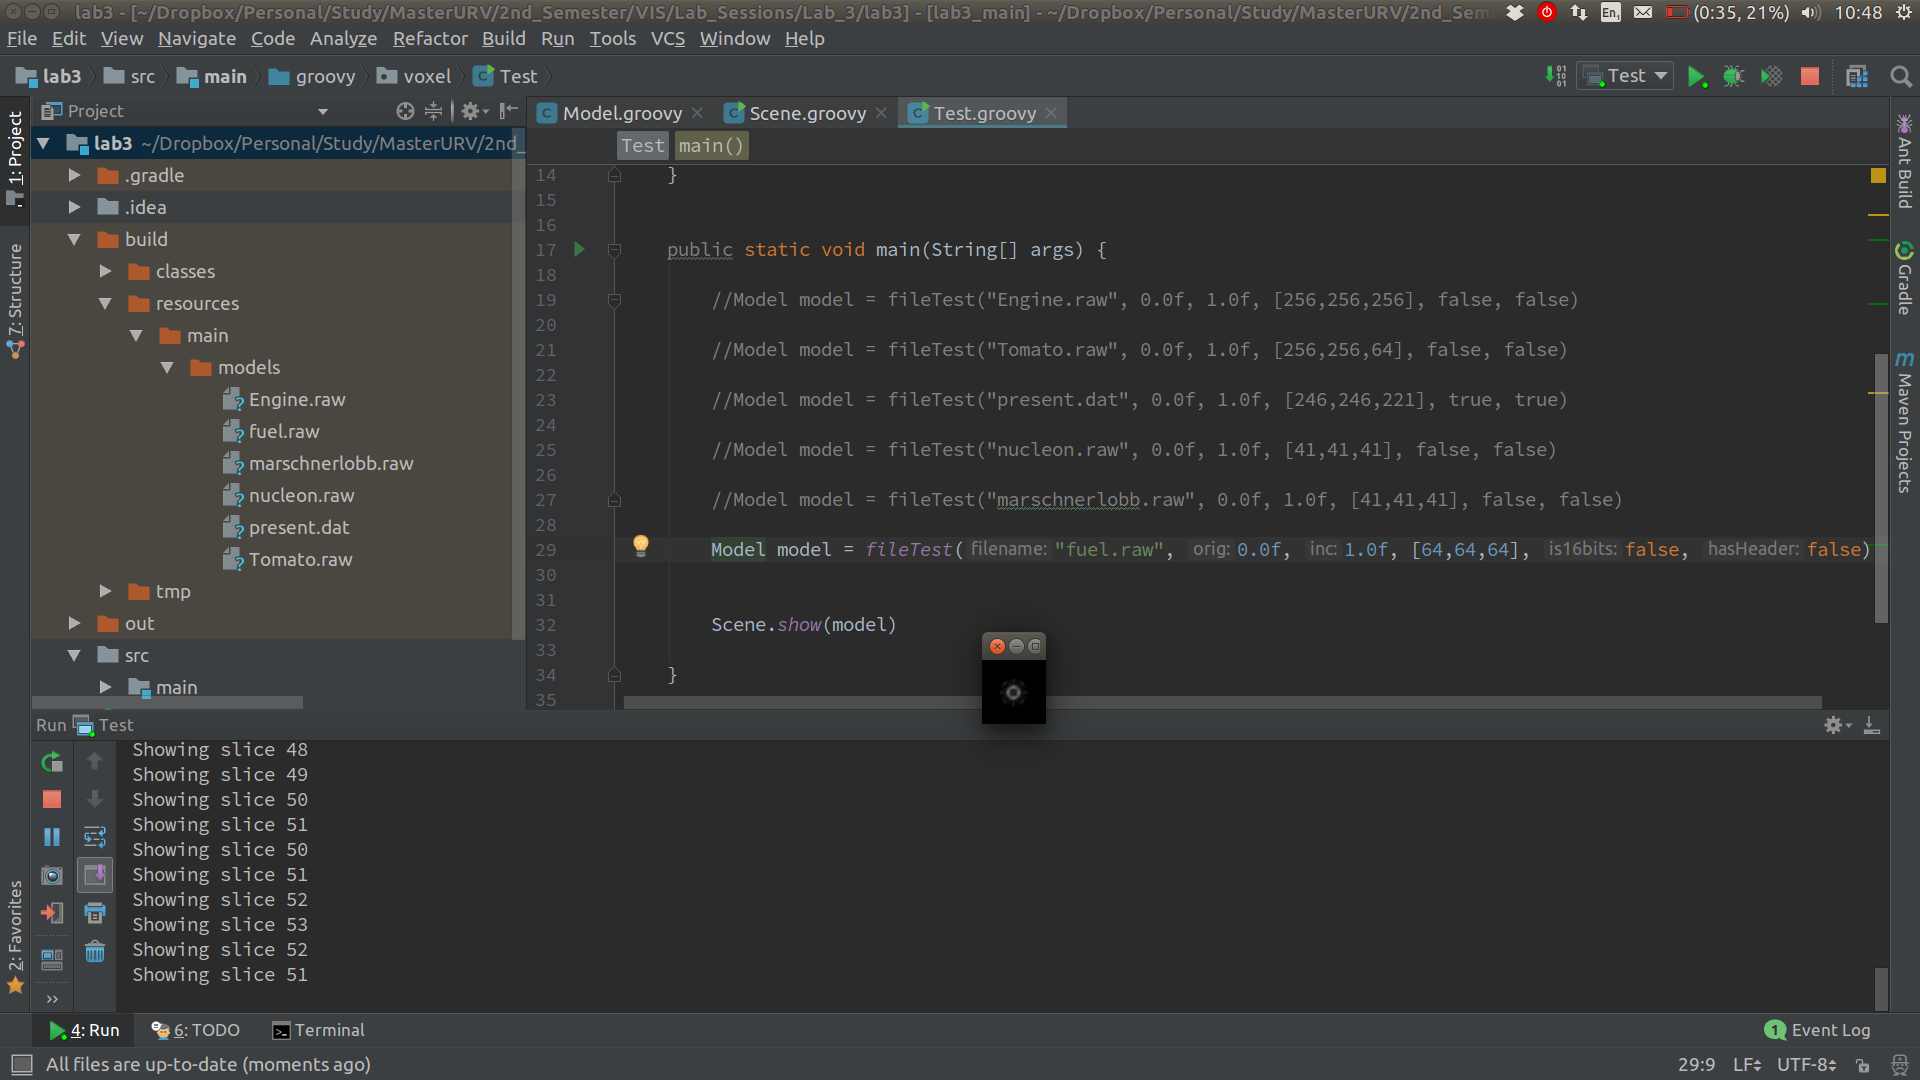 lab3 - [~/Dropbox/Personal/Study/MasterURV/2nd_Semester/VIS/Lab_Sessions/Lab_3/lab3] - [lab3_main] - ~/Dropbox/Personal/Study/MasterURV/2nd_Sem
En1 (0:35, 21%) 10:48
File Edit View Navigate Code Analyze Refactor Build Run Tools VCS Window Help
lab3 src main groovy voxel Test
Test
Project
Model.groovy Scene.groovy Test.groovy
Test main()
1: Project
7: Structure
2: Favorites
lab3 ~/Dropbox/Personal/Study/MasterURV/2nd_
.gradle
.idea
build
classes
resources
main
models
Engine.raw
fuel.raw
marschnerlobb.raw
nucleon.raw
present.dat
Tomato.raw
tmp
out
src
main
14 }
15
16
17 public static void main(String[] args) {
18
19 //Model model = fileTest("Engine.raw", 0.0f, 1.0f, [256,256,256], false, false)
20
21 //Model model = fileTest("Tomato.raw", 0.0f, 1.0f, [256,256,64], false, false)
22
23 //Model model = fileTest("present.dat", 0.0f, 1.0f, [246,246,221], true, true)
24
25 //Model model = fileTest("nucleon.raw", 0.0f, 1.0f, [41,41,41], false, false)
26
27 //Model model = fileTest("marschnerlobb.raw", 0.0f, 1.0f, [41,41,41], false, false)
28
29 Model model = fileTest( filename: "fuel.raw", orig: 0.0f, inc: 1.0f, [64,64,64], is16bits: false, hasHeader: false)
30
31
32 Scene.show(model)
33
34 }
35
Ant Build
Gradle
m Maven Projects
Run Test
Showing slice 48
Showing slice 49
Showing slice 50
Showing slice 51
Showing slice 50
Showing slice 51
Showing slice 52
Showing slice 53
Showing slice 52
Showing slice 51
4: Run 6: TODO Terminal 1 Event Log
All files are up-to-date (moments ago) 29:9 LF UTF-8